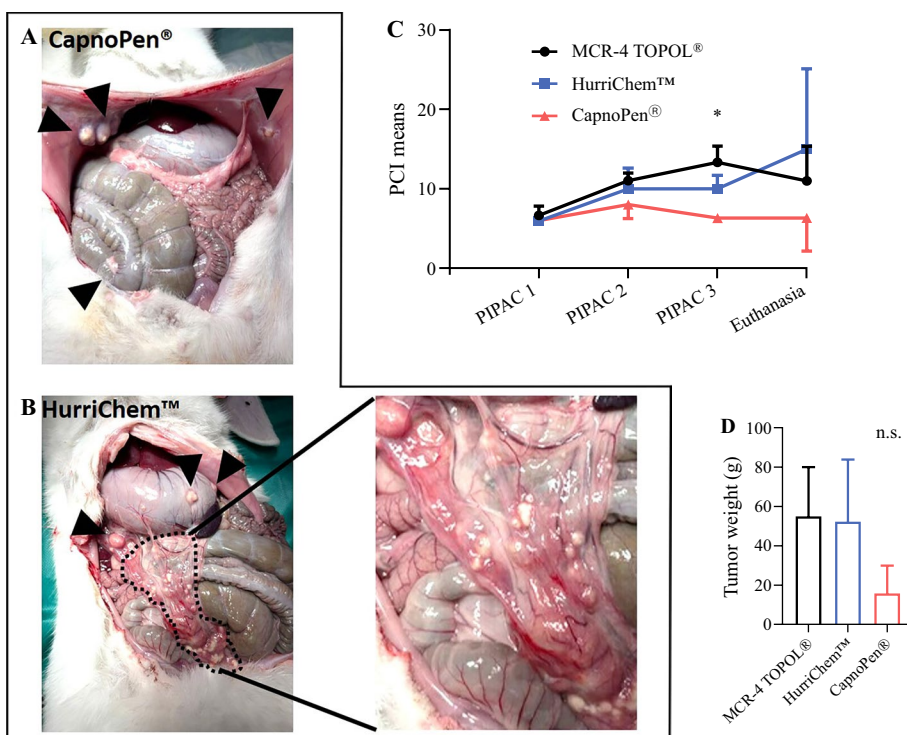 A CapnoPen®
B HurriChem™
C
30
20
10
0
PCI means
MCR-4 TOPOL®
HurriChem™
CapnoPen®
*
PIPAC 1
PIPAC 2
PIPAC 3
Euthanasia
D
n.s.
100
80
60
40
20
0
Tumor weight (g)
MCR-4 TOPOL®
HurriChem™
CapnoPen®